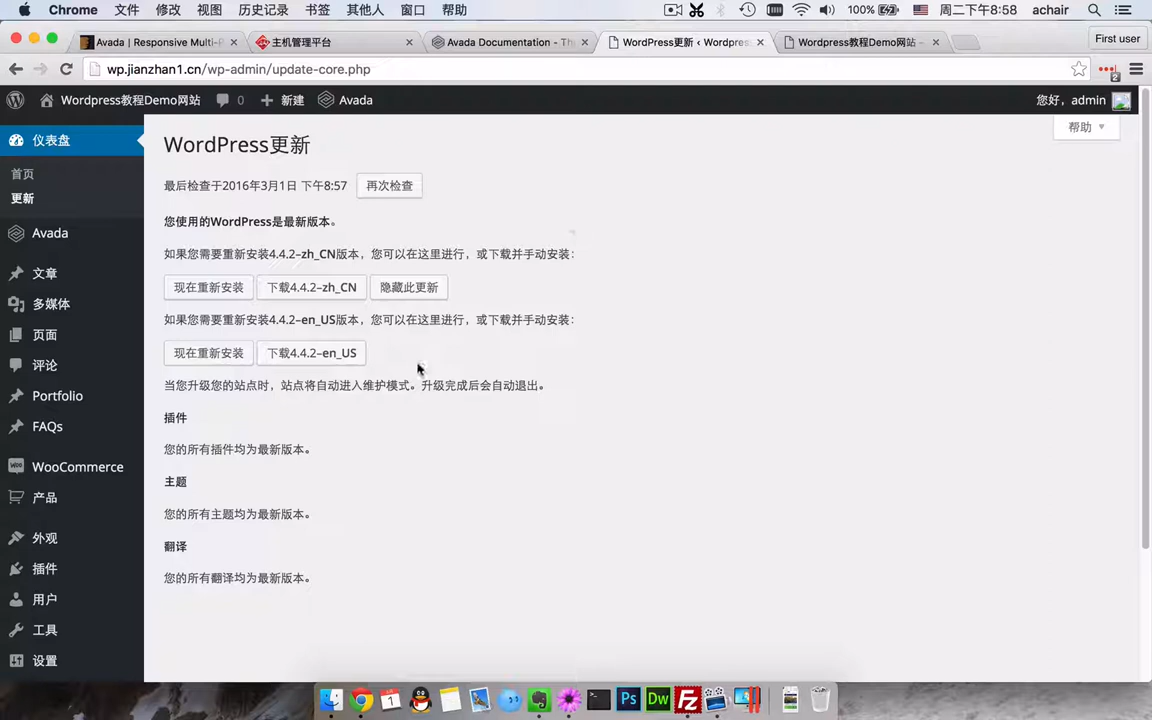 Chrome 文件 修改 视图 历史记录 书签 其他人 窗口 帮助 100% 周二下午8:58 achair
Avada | Responsive Multi-P 主机管理平台 Avada Documentation - Th WordPress更新 ‹ Wordpress Wordpress教程Demo网站 – First user
wp.jianzhan1.cn/wp-admin/update-core.php 2
Wordpress教程Demo网站 0 新建 Avada 您好，admin
帮助
仪表盘
首页
更新
Avada
文章
多媒体
页面
评论
Portfolio
FAQs
WooCommerce
产品
外观
插件
用户
工具
设置
WordPress更新
最后检查于2016年3月1日 下午8:57 再次检查
您使用的WordPress是最新版本。
如果您需要重新安装4.4.2–zh_CN版本，您可以在这里进行，或下载并手动安装：
现在重新安装 下载4.4.2–zh_CN 隐藏此更新
如果您需要重新安装4.4.2–en_US版本，您可以在这里进行，或下载并手动安装：
现在重新安装 下载4.4.2–en_US
当您升级您的站点时，站点将自动进入维护模式。升级完成后会自动退出。
插件
您的所有插件均为最新版本。
主题
您的所有主题均为最新版本。
翻译
您的所有翻译均为最新版本。
1 Ps Dw Fz